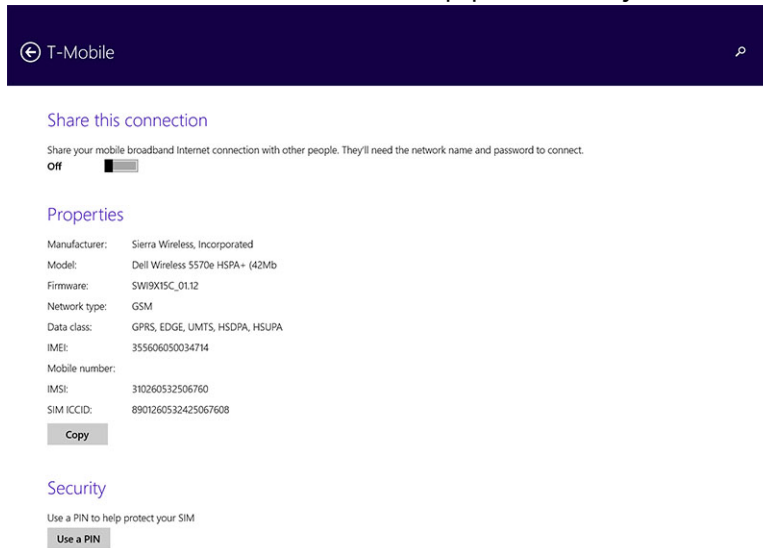 T-Mobile
Share this connection
Share your mobile broadband Internet connection with other people. They'll need the network name and password to connect.
Off
Properties
Manufacturer: Sierra Wireless, Incorporated
Model: Dell Wireless 5570e HSPA+ (42Mb
Firmware: SWI9X15C_01.12
Network type: GSM
Data class: GPRS, EDGE, UMTS, HSDPA, HSUPA
IMEI: 355606050034714
Mobile number:
IMSI: 310260532506760
SIM ICCID: 8901260532425067608
Copy
Security
Use a PIN to help protect your SIM
Use a PIN